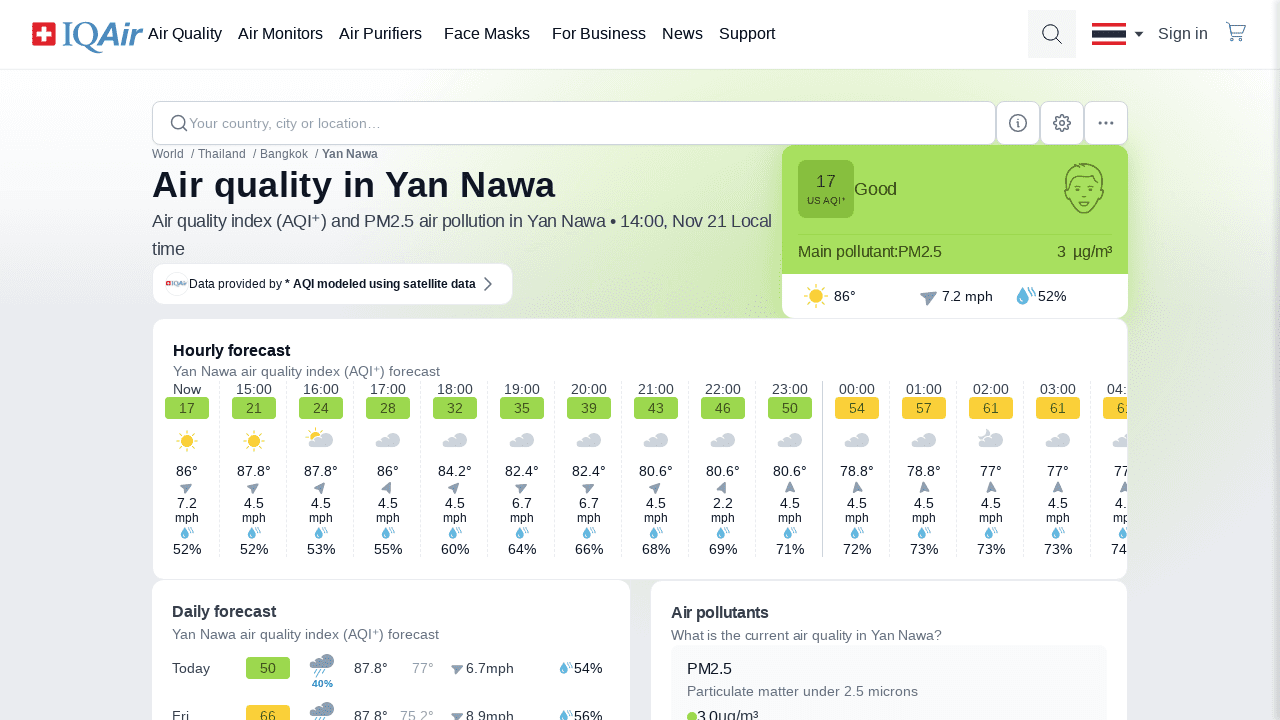 IQAir Air Quality Air Monitors Air Purifiers Face Masks For Business News Support Sign in
Your country, city or location…
World / Thailand / Bangkok / Yan Nawa
Air quality in Yan Nawa
Air quality index (AQI⁺) and PM2.5 air pollution in Yan Nawa • 14:00, Nov 21 Local
time
IQAir Data provided by * AQI modeled using satellite data
17
US AQI⁺
Good
Main pollutant:PM2.5 3 µg/m³
86° 7.2 mph 52%
Hourly forecast
Yan Nawa air quality index (AQI⁺) forecast
Now 15:00 16:00 17:00 18:00 19:00 20:00 21:00 22:00 23:00 00:00 01:00 02:00 03:00
17 21 24 28 32 35 39 43 46 50 54 57 61 61
86° 87.8° 87.8° 86° 84.2° 82.4° 82.4° 80.6° 80.6° 80.6° 78.8° 78.8° 77° 77°
7.2 4.5 4.5 4.5 4.5 6.7 6.7 4.5 2.2 4.5 4.5 4.5 4.5 4.5
mph mph mph mph mph mph mph mph mph mph mph mph mph mph
52% 52% 53% 55% 60% 64% 66% 68% 69% 71% 72% 73% 73% 73%
Daily forecast
Yan Nawa air quality index (AQI⁺) forecast
Today 50 87.8° 77° 6.7mph 54%
40%
Fri 66 87.8° 75.2° 8.9mph 56%
Air pollutants
What is the current air quality in Yan Nawa?
PM2.5
Particulate matter under 2.5 microns
3.0µg/m³